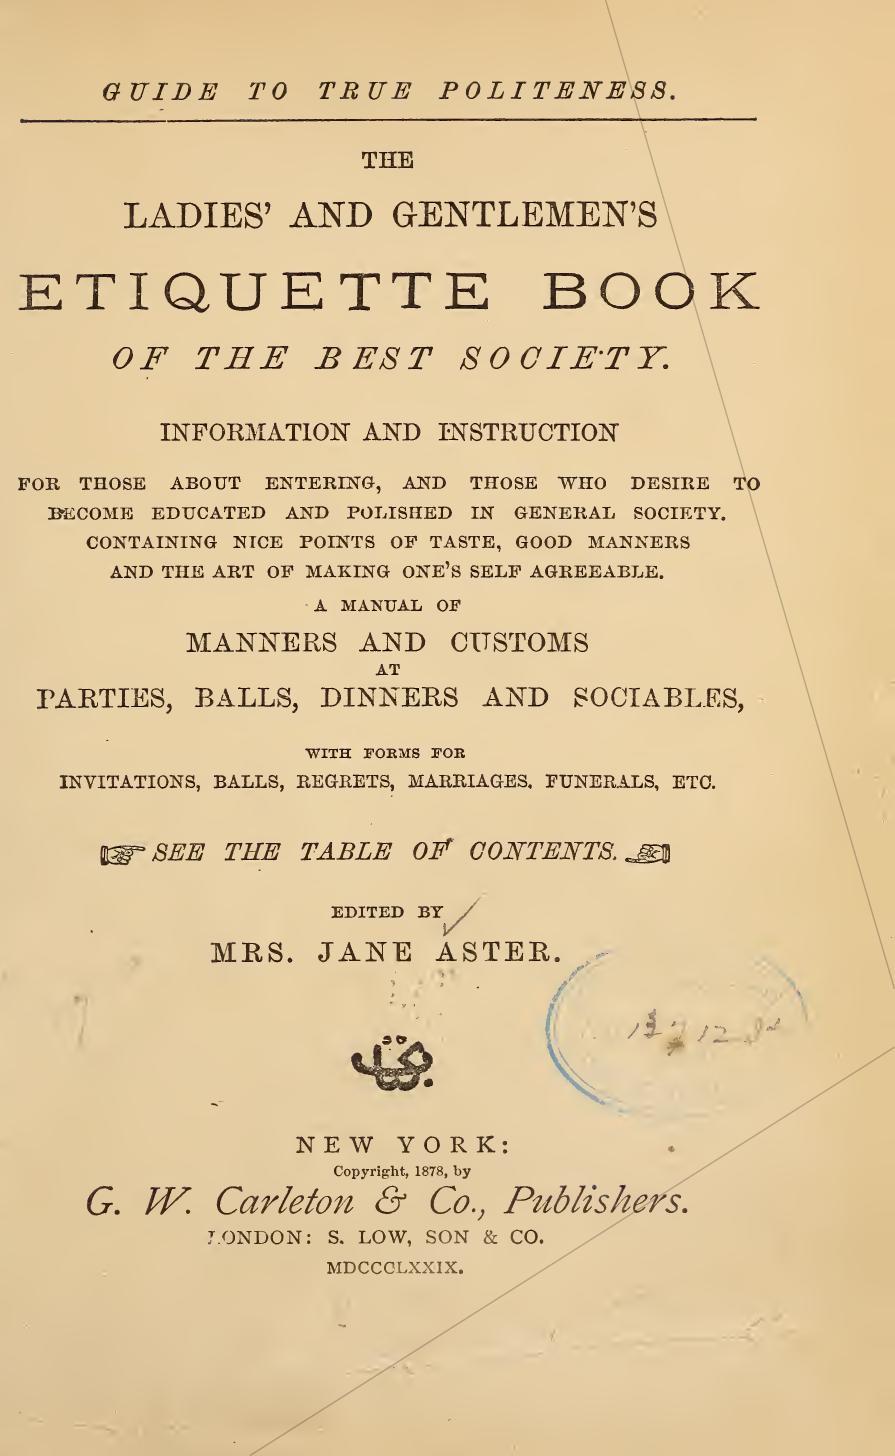 GUIDE TO TRUE POLITENESS.
THE
LADIES' AND GENTLEMEN'S
ETIQUETTE BOOK
OF THE BEST SOCIETY.
INFORMATION AND INSTRUCTION
FOR THOSE ABOUT ENTERING, AND THOSE WHO DESIRE TO
BECOME EDUCATED AND POLISHED IN GENERAL SOCIETY.
CONTAINING NICE POINTS OF TASTE, GOOD MANNERS
AND THE ART OF MAKING ONE'S SELF AGREEABLE.
A MANUAL OF
MANNERS AND CUSTOMS
AT
PARTIES, BALLS, DINNERS AND SOCIABLES,
WITH FORMS FOR
INVITATIONS, BALLS, REGRETS, MARRIAGES. FUNERALS, ETC.
☞ SEE THE TABLE OF CONTENTS. ☜
EDITED BY
MRS. JANE ASTER.
NEW YORK:
Copyright, 1878, by
G. W. Carleton & Co., Publishers.
LONDON: S. LOW, SON & CO.
MDCCCLXXIX.